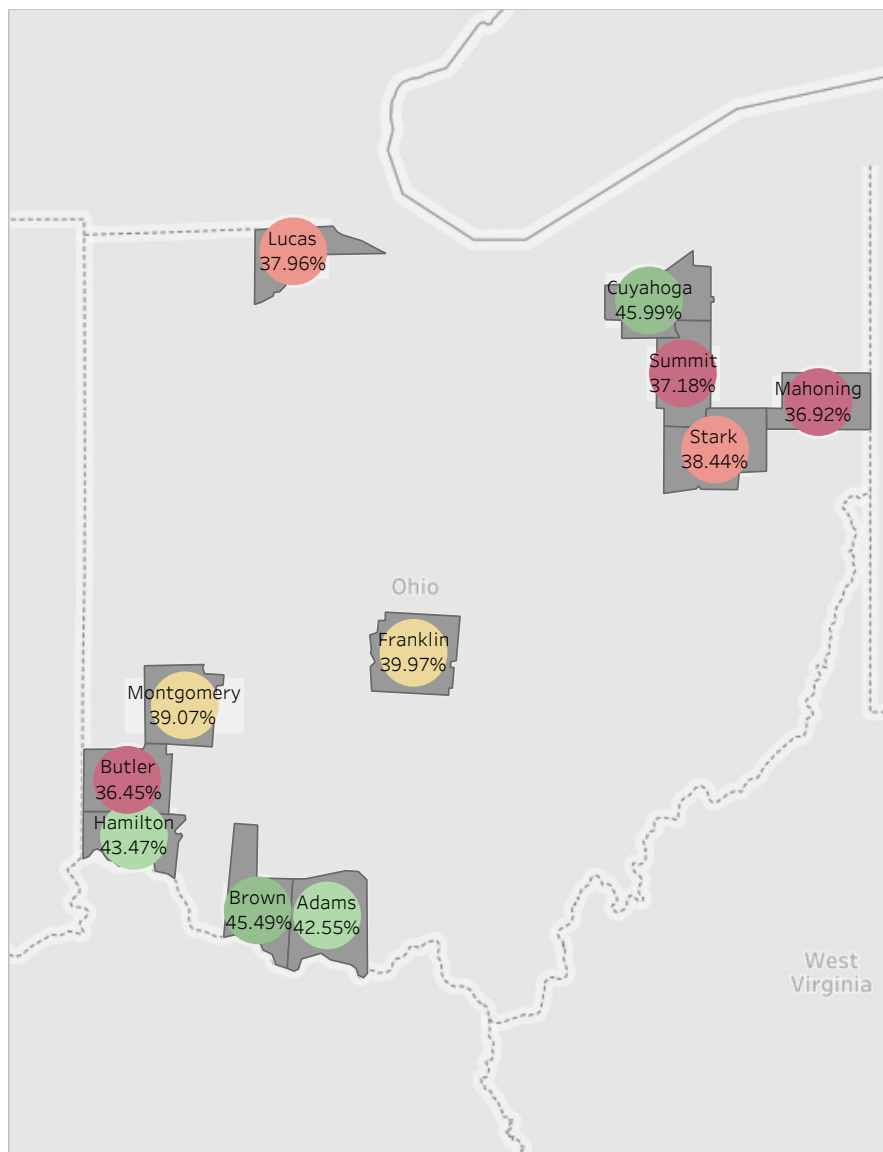 Lucas
37.96%
Cuyahoga
45.99%
Summit
37.18%
Mahoning
36.92%
Stark
38.44%
Ohio
Franklin
39.97%
Montgomery
39.07%
Butler
36.45%
Hamilton
43.47%
Brown
45.49%
Adams
42.55%
West
Virginia